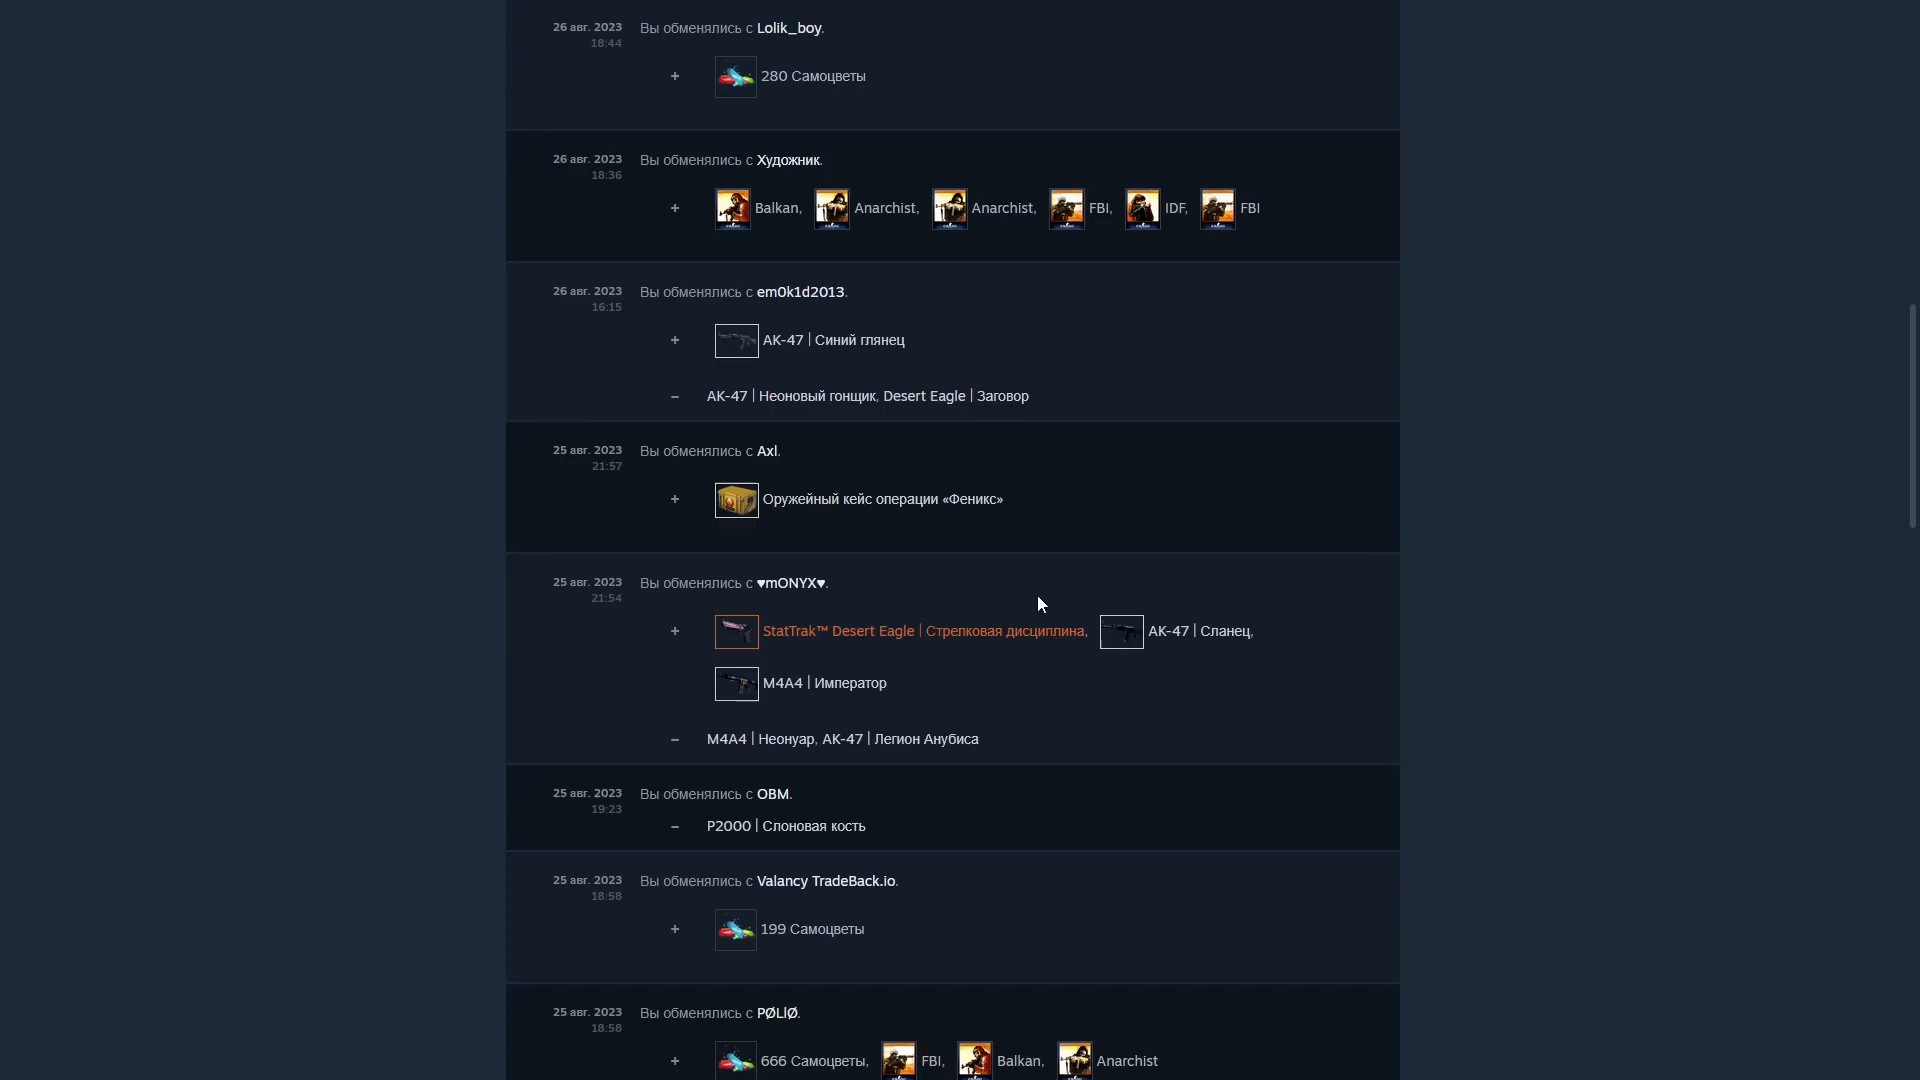 26 авг. 2023
18:44
Вы обменялись с Lolik_boy.
+ 280 Самоцветы
26 авг. 2023
18:36
Вы обменялись с Художник.
+ Balkan, Anarchist, Anarchist, FBI, IDF, FBI
26 авг. 2023
16:15
Вы обменялись с em0k1d2013.
+ AK-47 | Синий глянец
– AK-47 | Неоновый гонщик, Desert Eagle | Заговор
25 авг. 2023
21:57
Вы обменялись с Axl.
+ Оружейный кейс операции «Феникс»
25 авг. 2023
21:54
Вы обменялись с ♥mONYX♥.
+ StatTrak™ Desert Eagle | Стрелковая дисциплина, AK-47 | Сланец,
M4A4 | Император
– M4A4 | Неонуар, AK-47 | Легион Анубиса
25 авг. 2023
19:23
Вы обменялись с OBM.
– P2000 | Слоновая кость
25 авг. 2023
18:58
Вы обменялись с Valancy TradeBack.io.
+ 199 Самоцветы
25 авг. 2023
18:58
Вы обменялись с PØLlØ.
+ 666 Самоцветы, FBI, Balkan, Anarchist